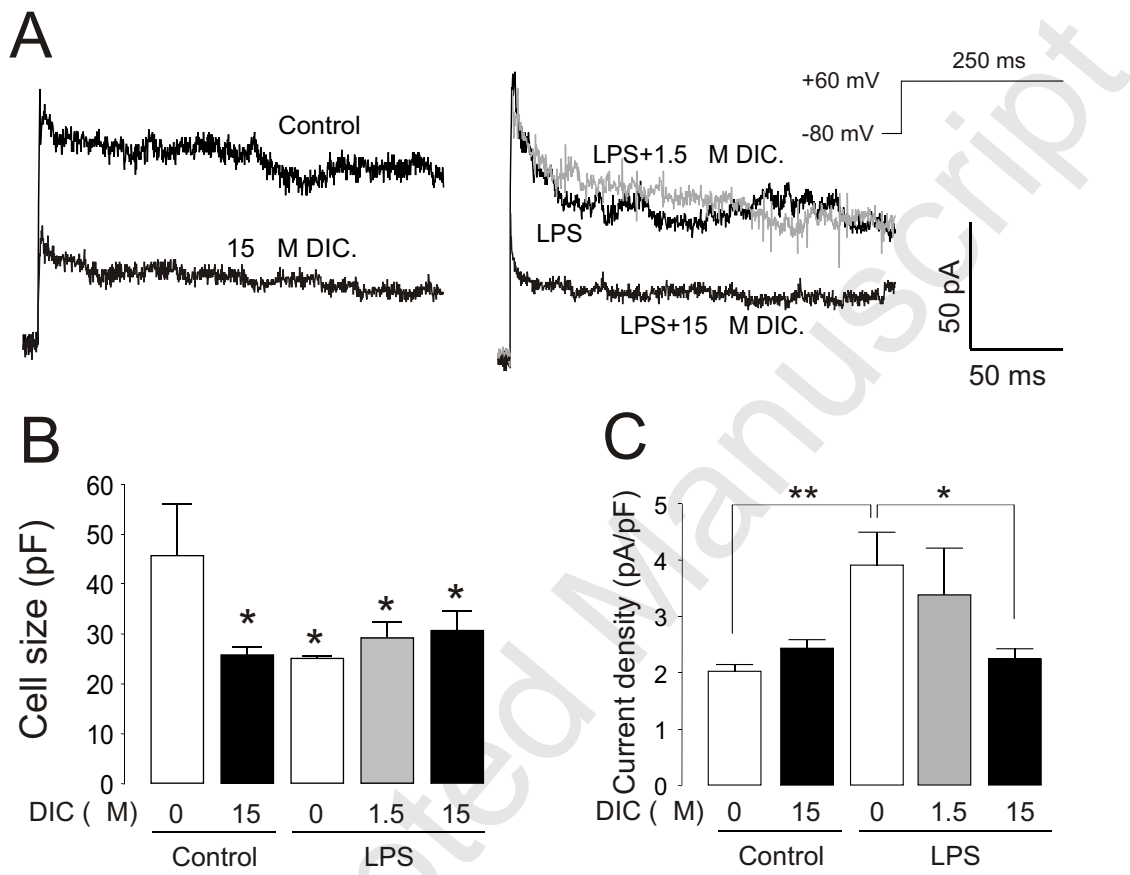 A
Control
15 M DIC.
LPS+1.5 M DIC.
LPS
LPS+15 M DIC.
250 ms
+60 mV
-80 mV
50 pA
50 ms
B
Cell size (pF)
60
50
40
30
20
10
0
* * * *
DIC ( M) 0 15 0 1.5 15
Control LPS
C
Current density (pA/pF)
5
4
3
2
1
0
** *
DIC ( M) 0 15 0 1.5 15
Control LPS
pted Manuscript